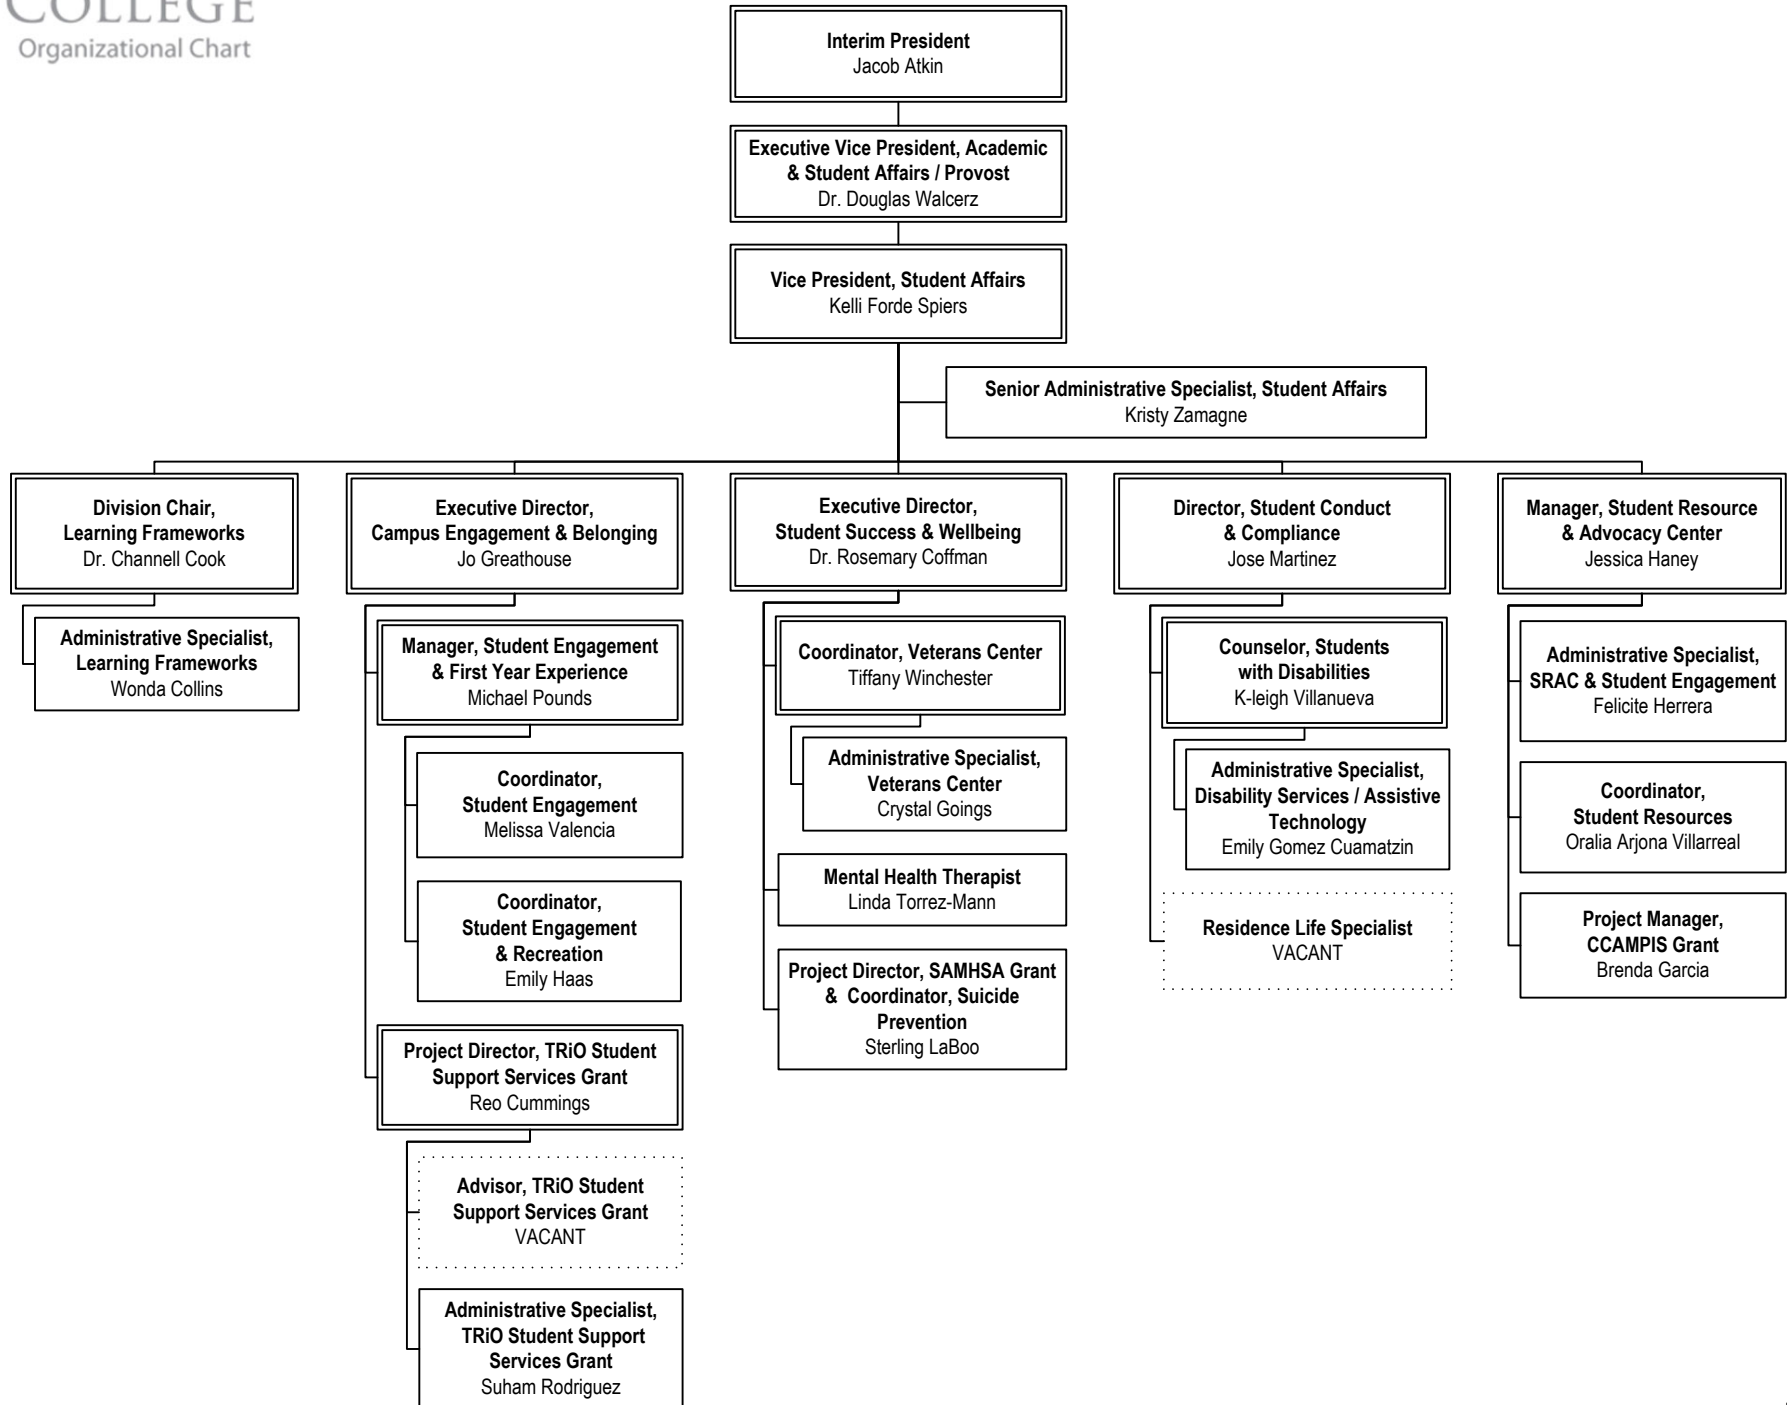 COLLEGE
Organizational Chart
Interim President
Jacob Atkin
Executive Vice President, Academic
& Student Affairs / Provost
Dr. Douglas Walcerz
Vice President, Student Affairs
Kelli Forde Spiers
Senior Administrative Specialist, Student Affairs
Kristy Zamagne
Division Chair,
Learning Frameworks
Dr. Channell Cook
Administrative Specialist,
Learning Frameworks
Wonda Collins
Executive Director,
Campus Engagement & Belonging
Jo Greathouse
Manager, Student Engagement
& First Year Experience
Michael Pounds
Coordinator,
Student Engagement
Melissa Valencia
Coordinator,
Student Engagement
& Recreation
Emily Haas
Project Director, TRiO Student
Support Services Grant
Reo Cummings
Advisor, TRiO Student
Support Services Grant
VACANT
Administrative Specialist,
TRiO Student Support
Services Grant
Suham Rodriguez
Executive Director,
Student Success & Wellbeing
Dr. Rosemary Coffman
Coordinator, Veterans Center
Tiffany Winchester
Administrative Specialist,
Veterans Center
Crystal Goings
Mental Health Therapist
Linda Torrez-Mann
Project Director, SAMHSA Grant
& Coordinator, Suicide
Prevention
Sterling LaBoo
Director, Student Conduct
& Compliance
Jose Martinez
Counselor, Students
with Disabilities
K-leigh Villanueva
Administrative Specialist,
Disability Services / Assistive
Technology
Emily Gomez Cuamatzin
Residence Life Specialist
VACANT
Manager, Student Resource
& Advocacy Center
Jessica Haney
Administrative Specialist,
SRAC & Student Engagement
Felicite Herrera
Coordinator,
Student Resources
Oralia Arjona Villarreal
Project Manager,
CCAMPIS Grant
Brenda Garcia